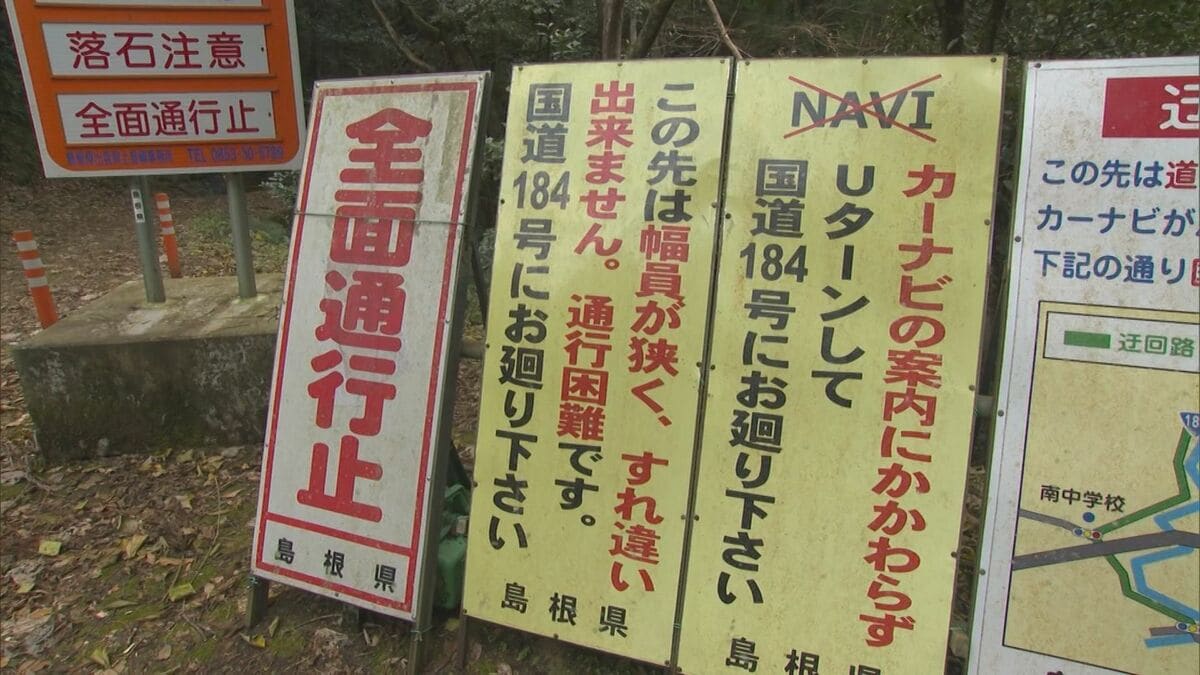 落石注意
全面通行止
全面通行止
島根県
この先は幅員が狭く、すれ違い
出来ません。通行困難です。
国道184号にお廻り下さい
島根県
NAVI
カーナビの案内にかかわらず
Uターンして
国道184号にお廻り下さい
島根県
この先は道
カーナビが
下記の通り
迂回路
南中学校